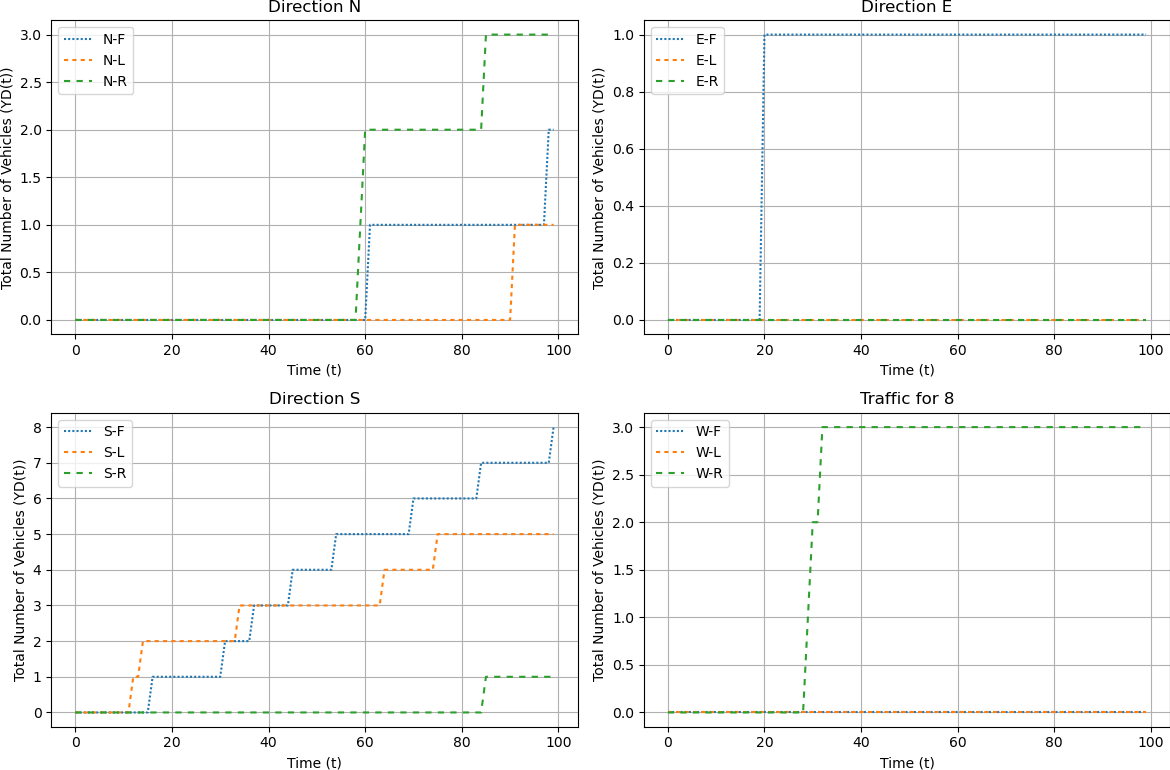 Direction N
Total Number of Vehicles (YD(t))
3.0
2.5
2.0
1.5
1.0
0.5
0.0
N-F
N-L
N-R
0 20 40 60 80 100
Time (t)
Direction E
Total Number of Vehicles (YD(t))
1.0
0.8
0.6
0.4
0.2
0.0
E-F
E-L
E-R
0 20 40 60 80 100
Time (t)
Direction S
Total Number of Vehicles (YD(t))
8
7
6
5
4
3
2
1
0
S-F
S-L
S-R
0 20 40 60 80 100
Time (t)
Traffic for 8
Total Number of Vehicles (YD(t))
3.0
2.5
2.0
1.5
1.0
0.5
0.0
W-F
W-L
W-R
0 20 40 60 80 100
Time (t)